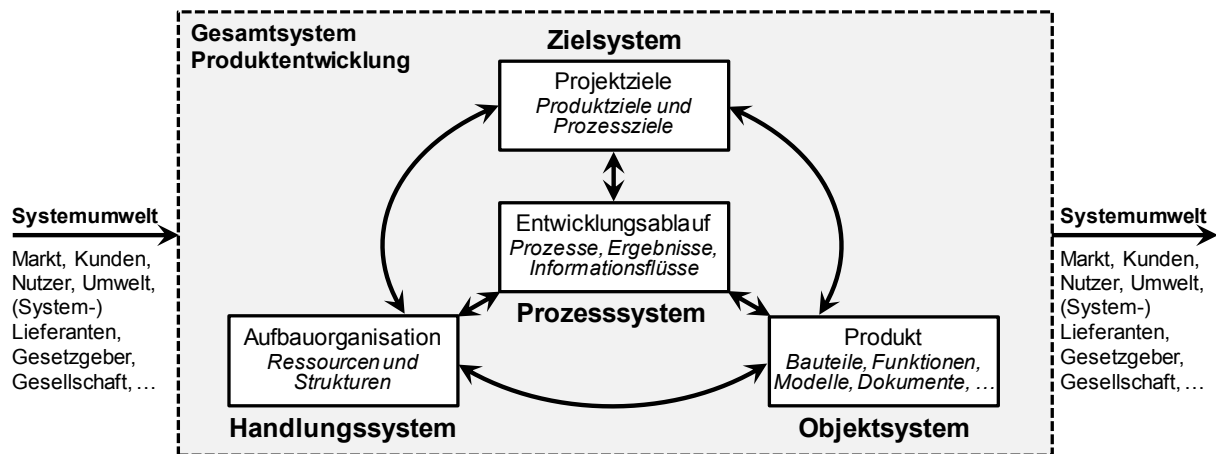 Gesamtsystem
Produktentwicklung
Zielsystem
Projektziele
Produktziele und
Prozessziele
Systemumwelt
Markt, Kunden,
Nutzer, Umwelt,
(System-)
Lieferanten,
Gesetzgeber,
Gesellschaft, …
Entwicklungsablauf
Prozesse, Ergebnisse,
Informationsflüsse
Prozesssystem
Aufbauorganisation
Ressourcen und
Strukturen
Handlungssystem
Produkt
Bauteile, Funktionen,
Modelle, Dokumente, …
Objektsystem
Systemumwelt
Markt, Kunden,
Nutzer, Umwelt,
(System-)
Lieferanten,
Gesetzgeber,
Gesellschaft, …